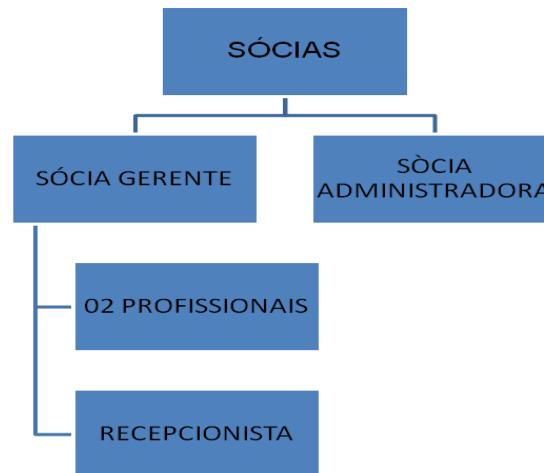 SÓCIAS
SÓCIA GERENTE
SÒCIA
ADMINISTRADORA
02 PROFISSIONAIS
RECEPCIONISTA